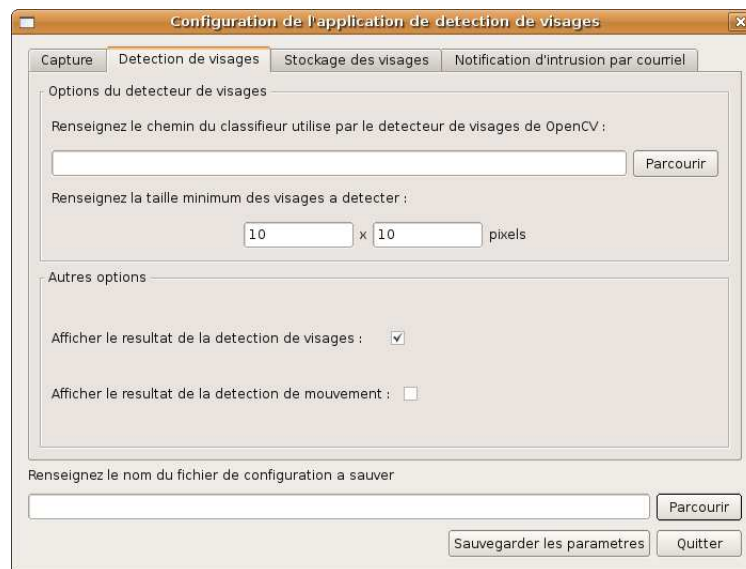 Configuration de l'application de detection de visages
Capture Detection de visages Stockage des visages Notification d'intrusion par courriel
Options du detecteur de visages
Renseignez le chemin du classifieur utilise par le detecteur de visages de OpenCV :
Parcourir
Renseignez la taille minimum des visages a detecter :
10 x 10 pixels
Autres options
Afficher le resultat de la detection de visages :
Afficher le resultat de la detection de mouvement :
Renseignez le nom du fichier de configuration a sauver
Parcourir
Sauvegarder les parametres Quitter